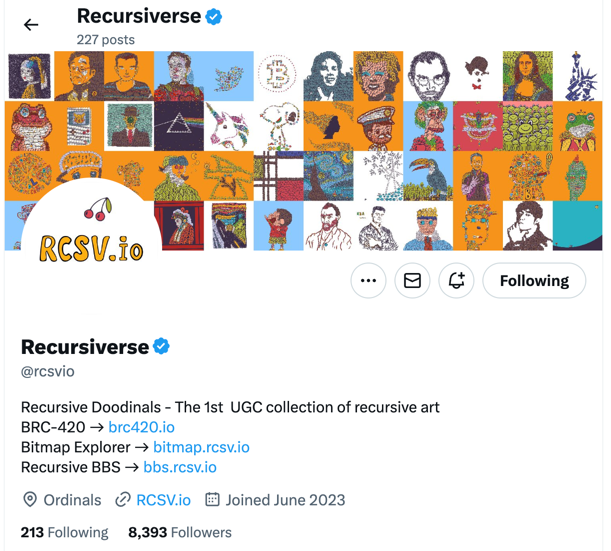 Recursiverse
227 posts
RCSV.io
Following
Recursiverse
@rcsvio
Recursive Doodinals - The 1st UGC collection of recursive art
BRC-420 → brc420.io
Bitmap Explorer → bitmap.rcsv.io
Recursive BBS → bbs.rcsv.io
Ordinals RCSV.io Joined June 2023
213 Following 8,393 Followers